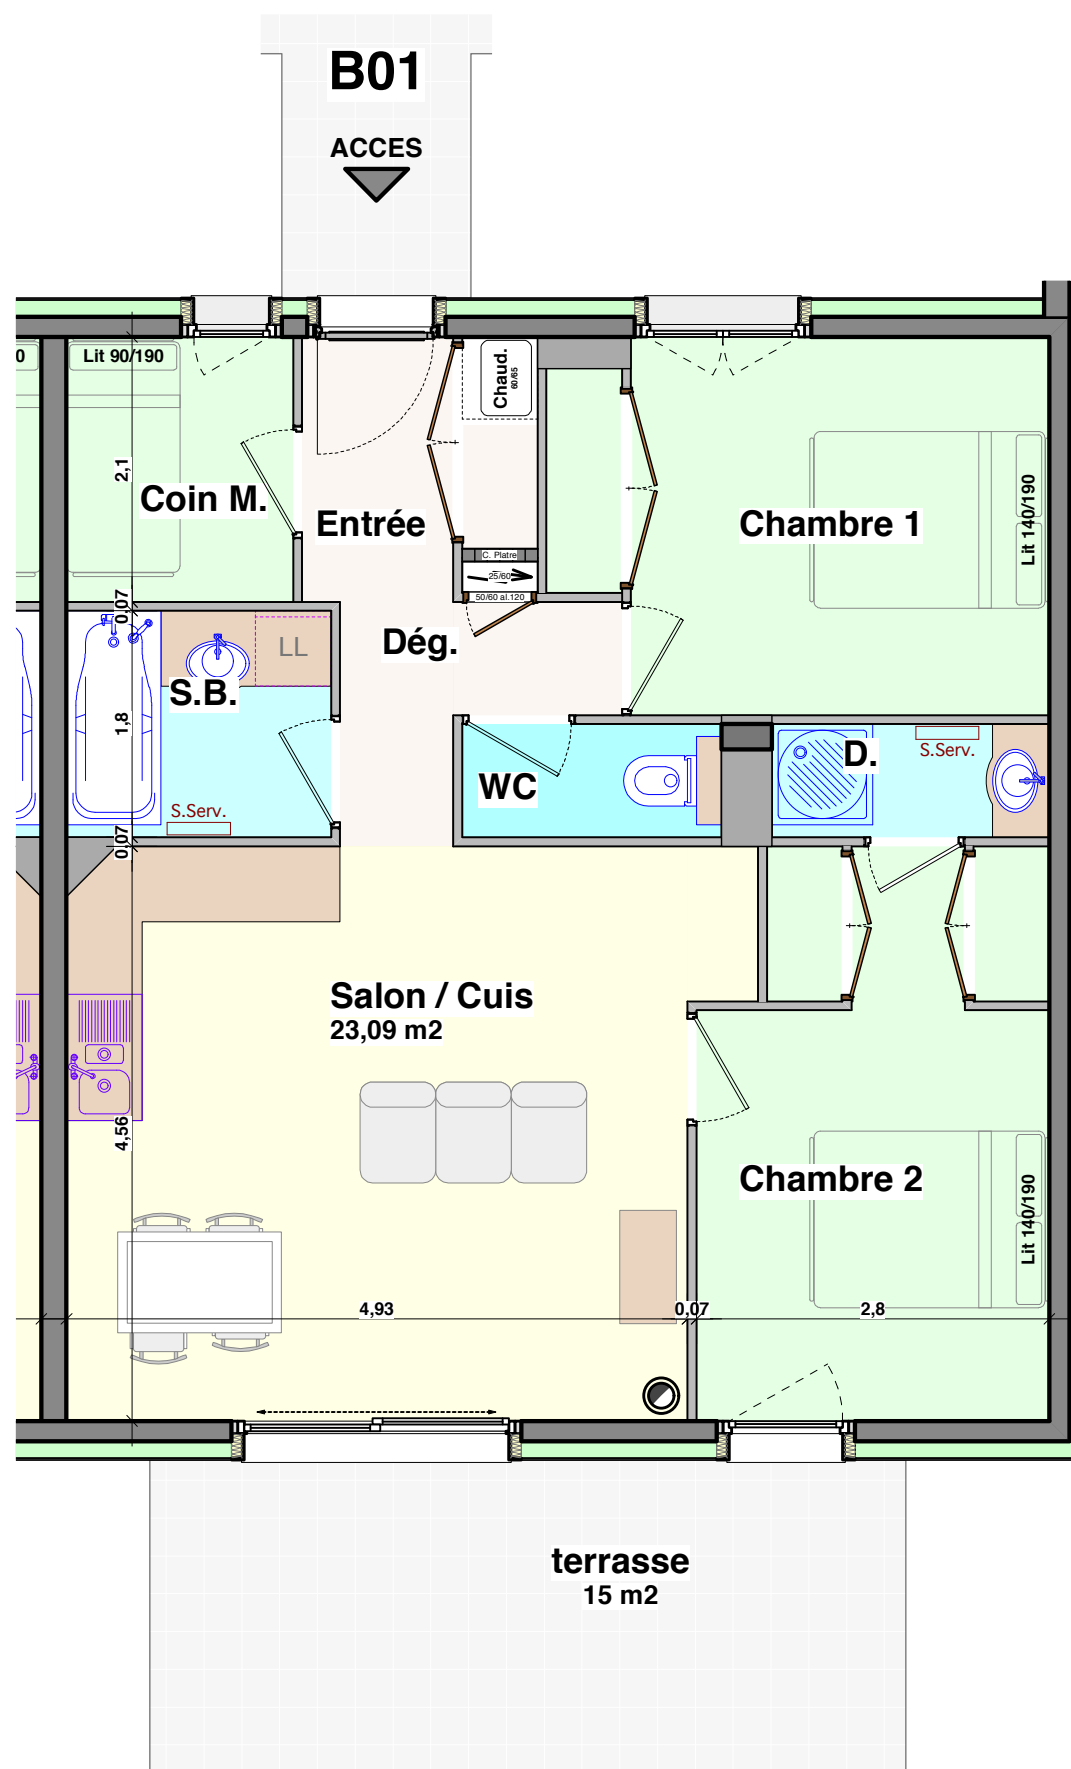 B01
ACCES
0
Lit 90/190
Chaud.
60/65
2,1
Coin M.
Entrée
Chambre 1
Lit 140/190
C. Platre
25/60
50/60 al.120
0,07
Dég.
LL
S.B.
1,8
S.Serv.
WC
D.
S.Serv.
0,07
Salon / Cuis
23,09 m2
4,56
Chambre 2
Lit 140/190
4,93
0,07
2,8
terrasse
15 m2